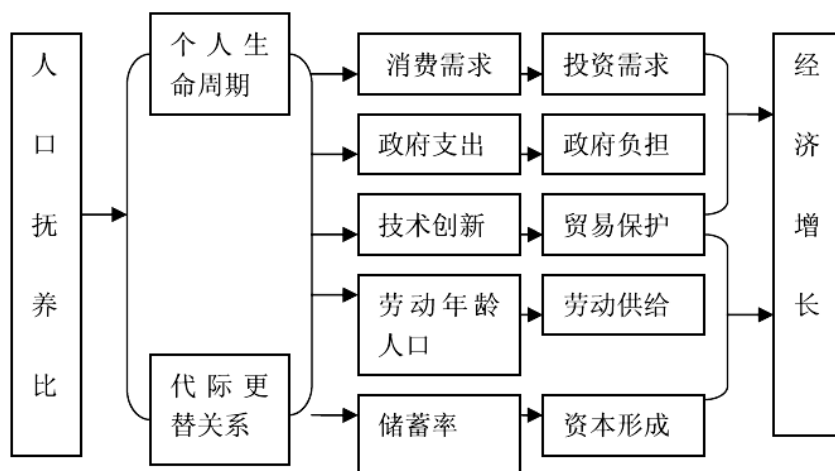 人口抚养比
个人生
命周期
代际更
替关系
消费需求
投资需求
政府支出
政府负担
技术创新
贸易保护
劳动年龄
人口
劳动供给
储蓄率
资本形成
经济增长